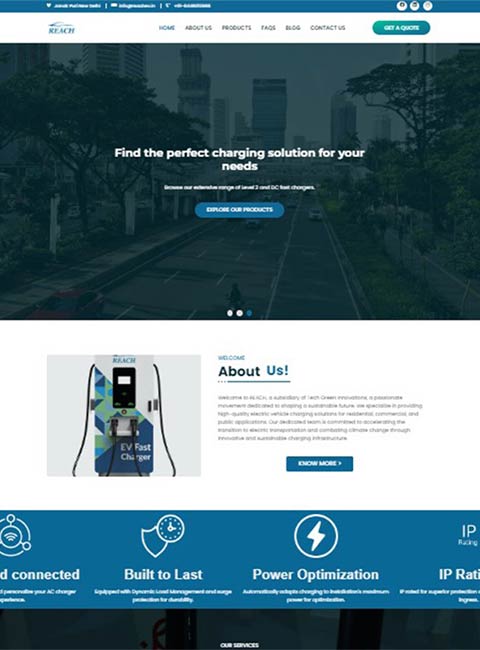 Janak Puri New Delhi | info@reachev.in |
REACH
HOME ABOUT US PRODUCTS FAQS BLOG CONTACT US GET A QUOTE
Find the perfect charging solution for your
needs
Browse our extensive range of Level 2 and DC fast chargers.
EXPLORE OUR PRODUCTS
REACH
EV Fast
Charger
WELCOME
About Us!
Welcome to REACH, a subsidiary of Tech Green Innovations, a passionate
movement dedicated to shaping a sustainable future. We specialize in providing
high-quality electric vehicle charging solutions for residential, commercial, and
public applications. Our dedicated team is committed to accelerating the
transition to electric transportation and combating climate change through
innovative and sustainable charging infrastructure.
KNOW MORE >
d connected
d personalize your AC charger
xperience.
Built to Last
Equipped with Dynamic Load Management and surge
protection for durability.
Power Optimization
Automatically adapts charging to installation's maximum
power for optimization.
IP
Rating
IP Rati
IP rated for superior protection a
ingress.
OUR SERVICES